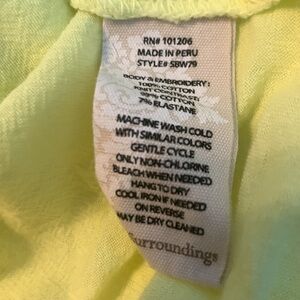 RN# 101206
MADE IN PERU
STYLE# SBW79
BODY & EMBROIDERY:
100% COTTON
KNIT CONTRAST:
93% COTTON
7% ELASTANE
MACHINE WASH COLD
WITH SIMILAR COLORS
GENTLE CYCLE
ONLY NON-CHLORINE
BLEACH WHEN NEEDED
HANG TO DRY
COOL IRON IF NEEDED
ON REVERSE
MAY BE DRY CLEANED
Surroundings